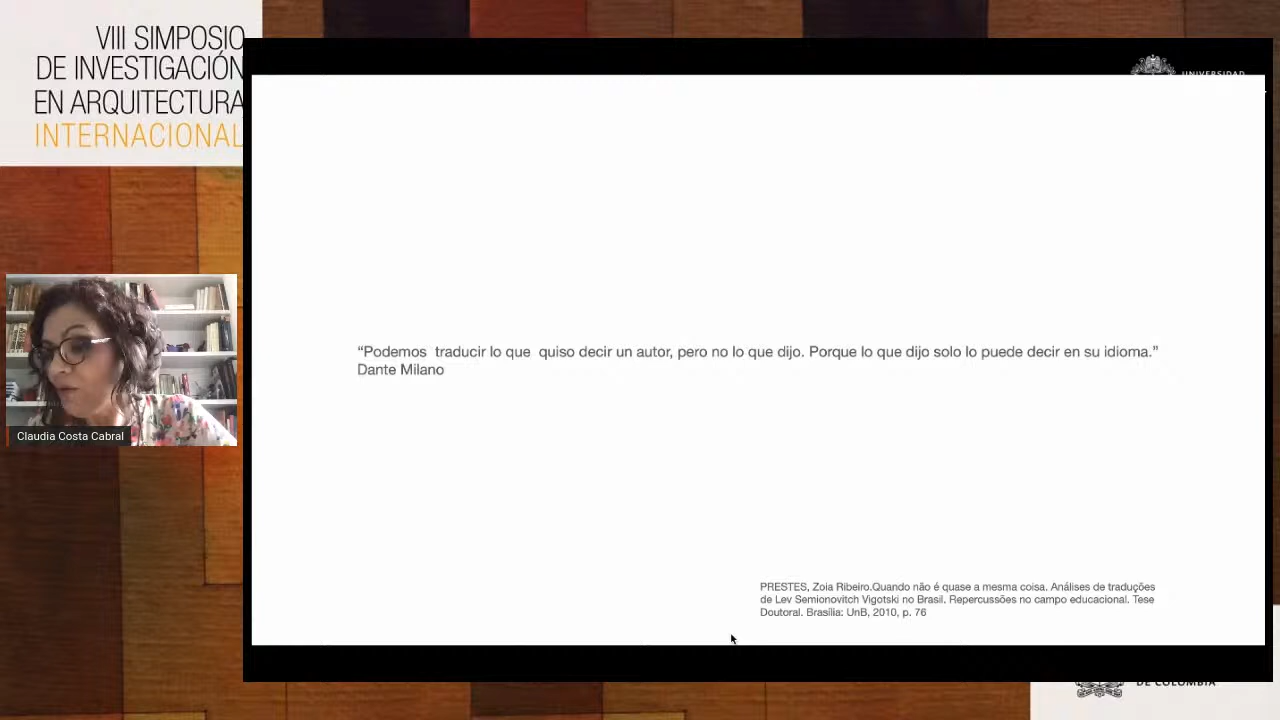 VIII SIMPOSIO
DE INVESTIGACIÓN
EN ARQUITECTURA
INTERNACIONAL
UNIVERSIDAD
“Podemos traducir lo que quiso decir un autor, pero no lo que dijo. Porque lo que dijo solo lo puede decir en su idioma.”
Dante Milano
Claudia Costa Cabral
PRESTES, Zoia Ribeiro.Quando não é quase a mesma coisa. Análises de traduções
de Lev Semionovitch Vigotski no Brasil. Repercussões no campo educacional. Tese
Doutoral. Brasília: UnB, 2010, p. 76
DE COLOMBIA